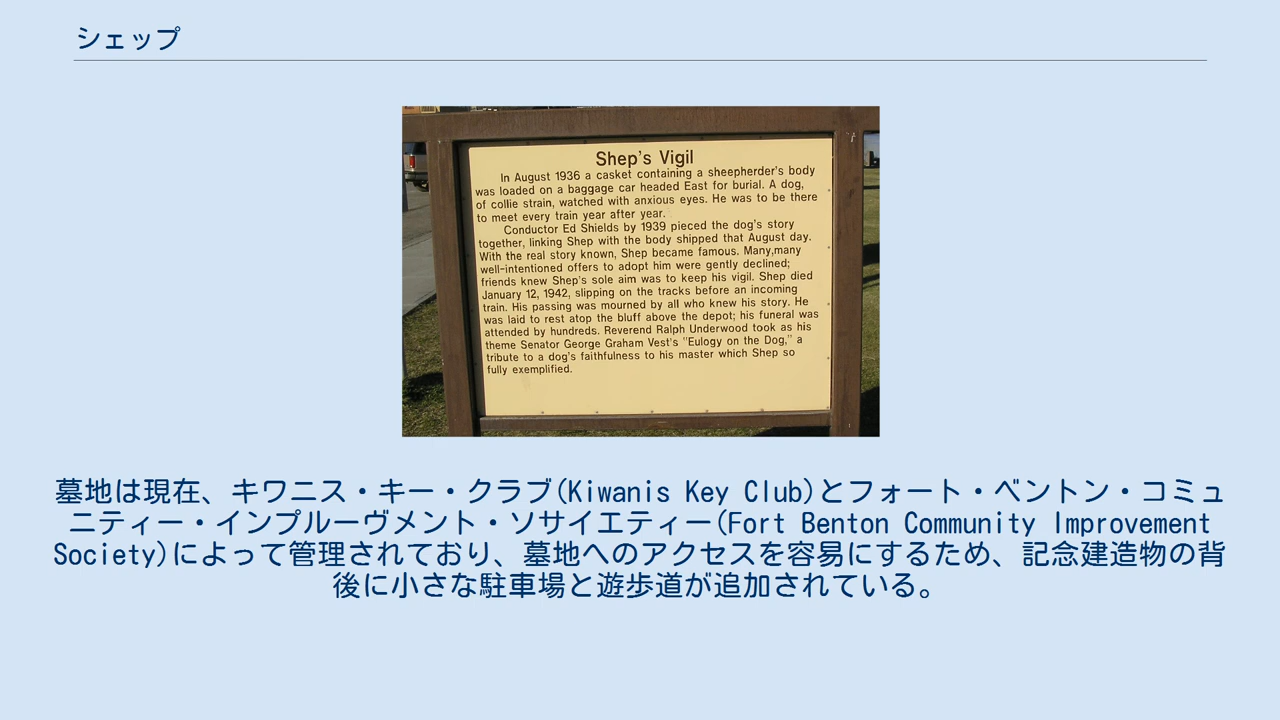 シェップ
Shep's Vigil
In August 1936 a casket containing a sheepherder's body
was loaded on a baggage car headed East for burial. A dog,
of collie strain, watched with anxious eyes. He was to be there
to meet every train year after year.
Conductor Ed Shields by 1939 pieced the dog's story
together, linking Shep with the body shipped that August day.
With the real story known, Shep became famous. Many,many
well-intentioned offers to adopt him were gently declined;
friends knew Shep's sole aim was to keep his vigil. Shep died
January 12, 1942, slipping on the tracks before an incoming
train. His passing was mourned by all who knew his story. He
was laid to rest atop the bluff above the depot; his funeral was
attended by hundreds. Reverend Ralph Underwood took as his
theme Senator George Graham Vest's "Eulogy on the Dog," a
tribute to a dog's faithfulness to his master which Shep so
fully exemplified.
墓地は現在、キワニス・キー・クラブ(Kiwanis Key Club)とフォート・ベントン・コミュ
ニティー・インプルーヴメント・ソサイエティー(Fort Benton Community Improvement
Society)によって管理されており、墓地へのアクセスを容易にするため、記念建造物の背
後に小さな駐車場と遊歩道が追加されている。